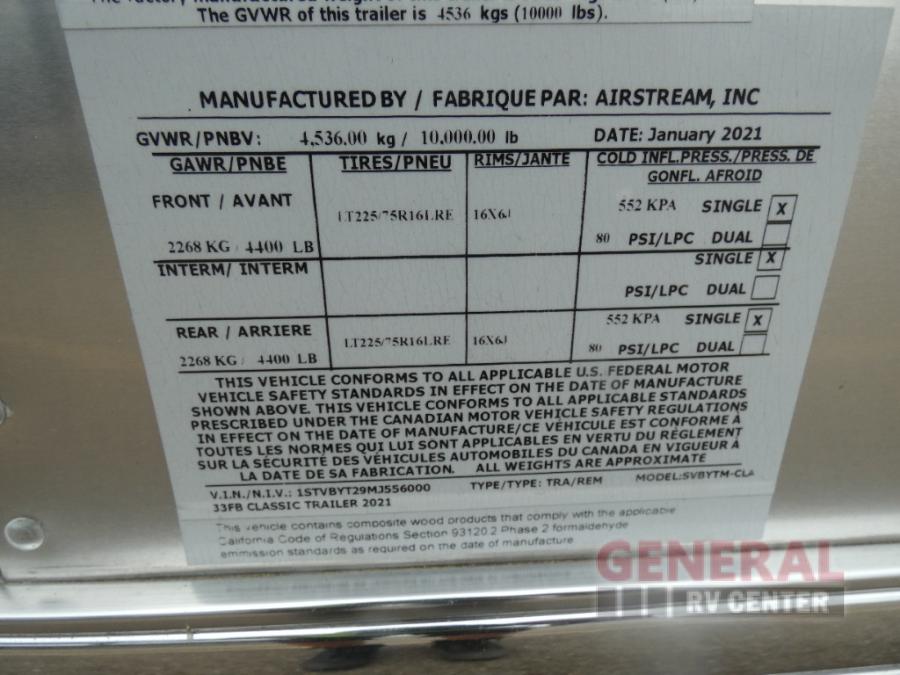 The GVWR of this trailer is 4536 kgs (10000 lbs).
MANUFACTURED BY / FABRIQUE PAR: AIRSTREAM, INC
GVWR/PNBV: 4,536.00 kg / 10,000.00 lb DATE: January 2021
GAWR/PNBE TIRES/PNEU RIMS/JANTE COLD INFL.PRESS./PRESS. DE
GONFL. AFROID
FRONT / AVANT LT225/75R16LRE 16X6J 552 KPA SINGLE X
2268 KG / 4400 LB 80 PSI/LPC DUAL
INTERM/ INTERM SINGLE X
PSI/LPC DUAL
REAR / ARRIERE LT225/75R16LRE 16X6J 552 KPA SINGLE X
2268 KG / 4400 LB 80 PSI/LPC DUAL
THIS VEHICLE CONFORMS TO ALL APPLICABLE U.S. FEDERAL MOTOR
VEHICLE SAFETY STANDARDS IN EFFECT ON THE DATE OF MANUFACTURE
SHOWN ABOVE. THIS VEHICLE CONFORMS TO ALL APPLICABLE STANDARDS
PRESCRIBED UNDER THE CANADIAN MOTOR VEHICLE SAFETY REGULATIONS
IN EFFECT ON THE DATE OF MANUFACTURE/CE VÉHICULE EST CONFORME À
TOUTES LES NORMES QUI LUI SONT APPLICABLES EN VERTU DU RÉGLEMENT
SUR LA SÉCURITÉ DES VÉHICULES AUTOMOBILES DU CANADA EN VIGUEUR À
LA DATE DE SA FABRICATION. ALL WEIGHTS ARE APPROXIMATE
V.I.N./N.I.V.: 1STVBYT29MJ556000 TYPE/TYPE: TRA/REM MODEL:SVBYTM-CLA
33FB CLASSIC TRAILER 2021
This vehicle contains composite wood products that comply with the applicable
California Code of Regulations Section 93120.2 Phase 2 formaldehyde
emmission standards as required on the date of manufacture
GENERAL
RV CENTER